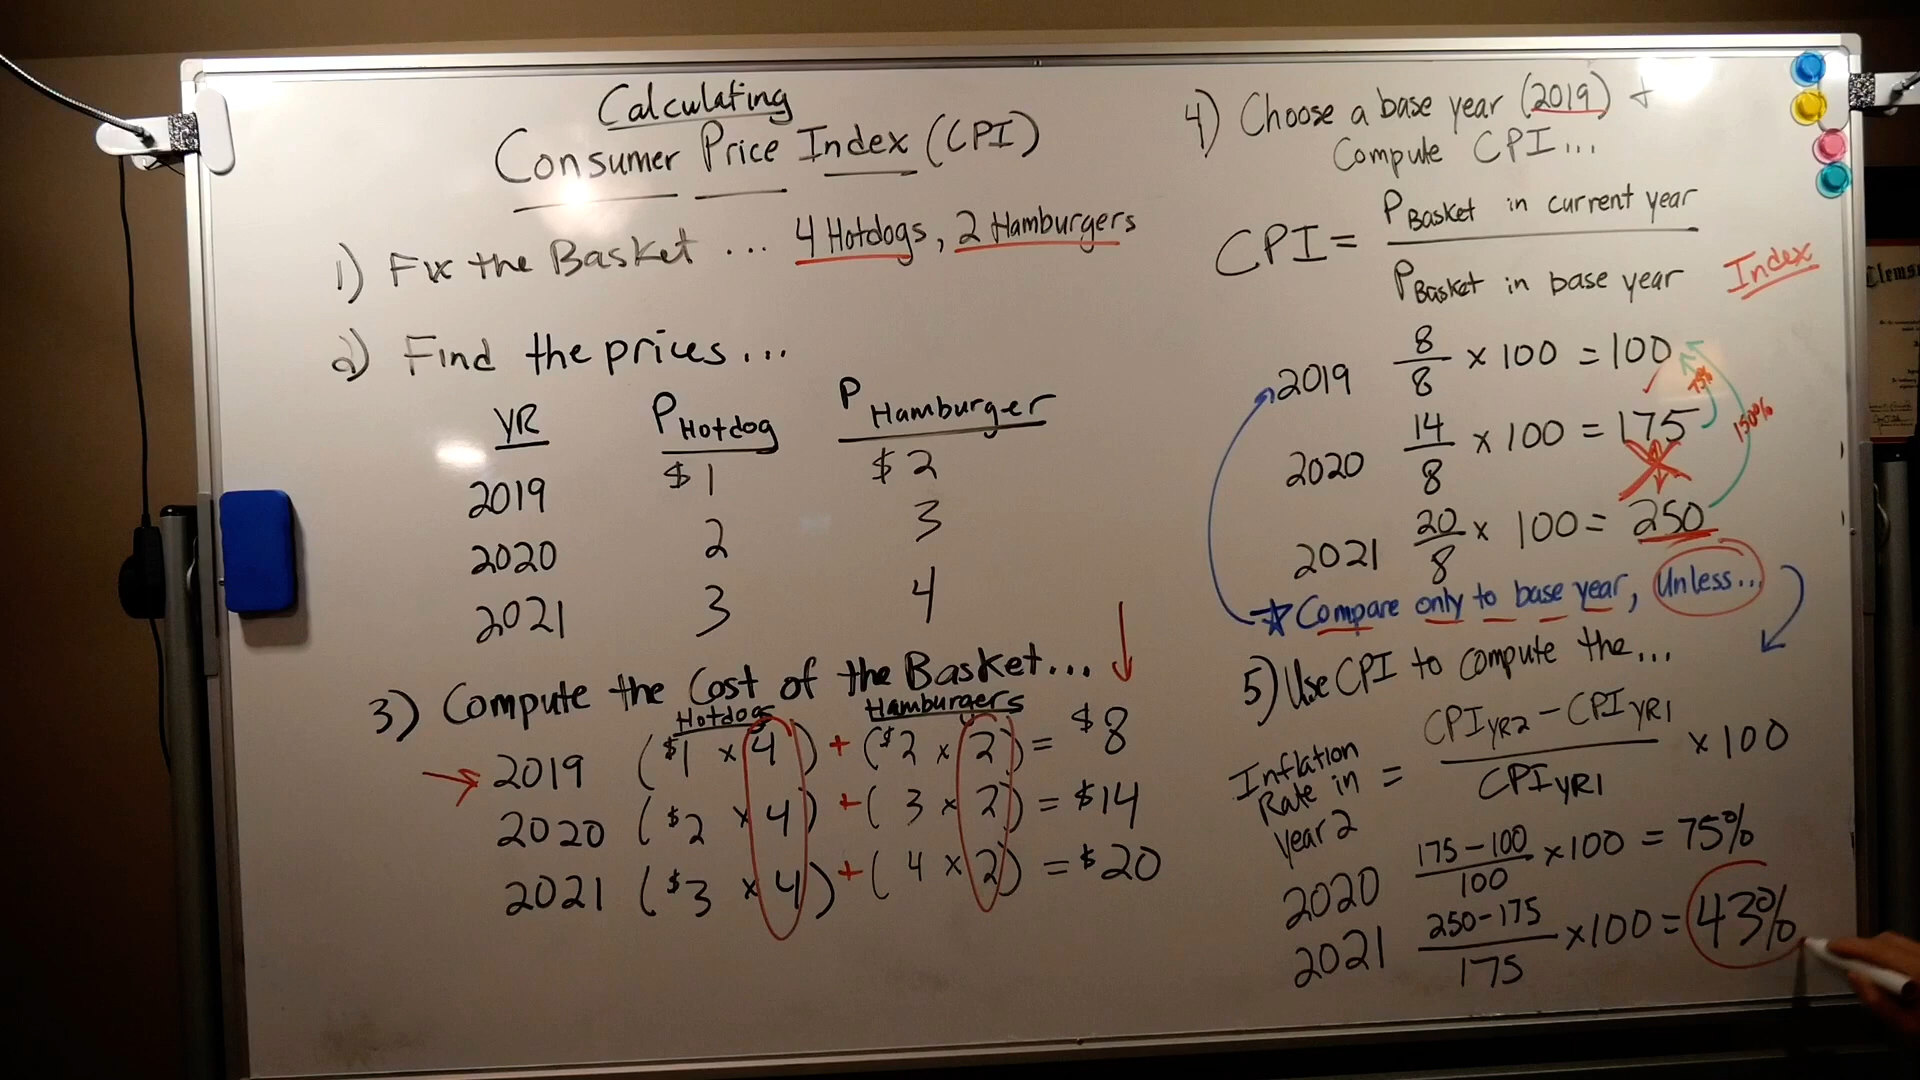 Calculating
Consumer Price Index (CPI)
1) Fix the Basket ... 4 Hotdogs, 2 Hamburgers
2) Find the prices...
YR P Hotdog P Hamburger
2019 $1 $2
2020 2 3
2021 3 4
3) Compute the Cost of the Basket...
Hotdogs Hamburgers
2019 ($1 x 4) + ($2 x 2) = $8
2020 ($2 x 4) + (3 x 2) = $14
2021 ($3 x 4) + (4 x 2) = $20
4) Choose a base year (2019) +
Compute CPI...
CPI = P Basket in current year
P Basket in base year
Index
2019 8/8 x 100 = 100
75%
2020 14/8 x 100 = 175
150%
2021 20/8 x 100 = 250
☆ Compare only to base year, Unless...
5) Use CPI to compute the...
Inflation Rate in year 2 = CPI YR2 - CPI YR1 / CPI YR1 x 100
2020 175-100/100 x 100 = 75%
2021 250-175/175 x 100 = 43%